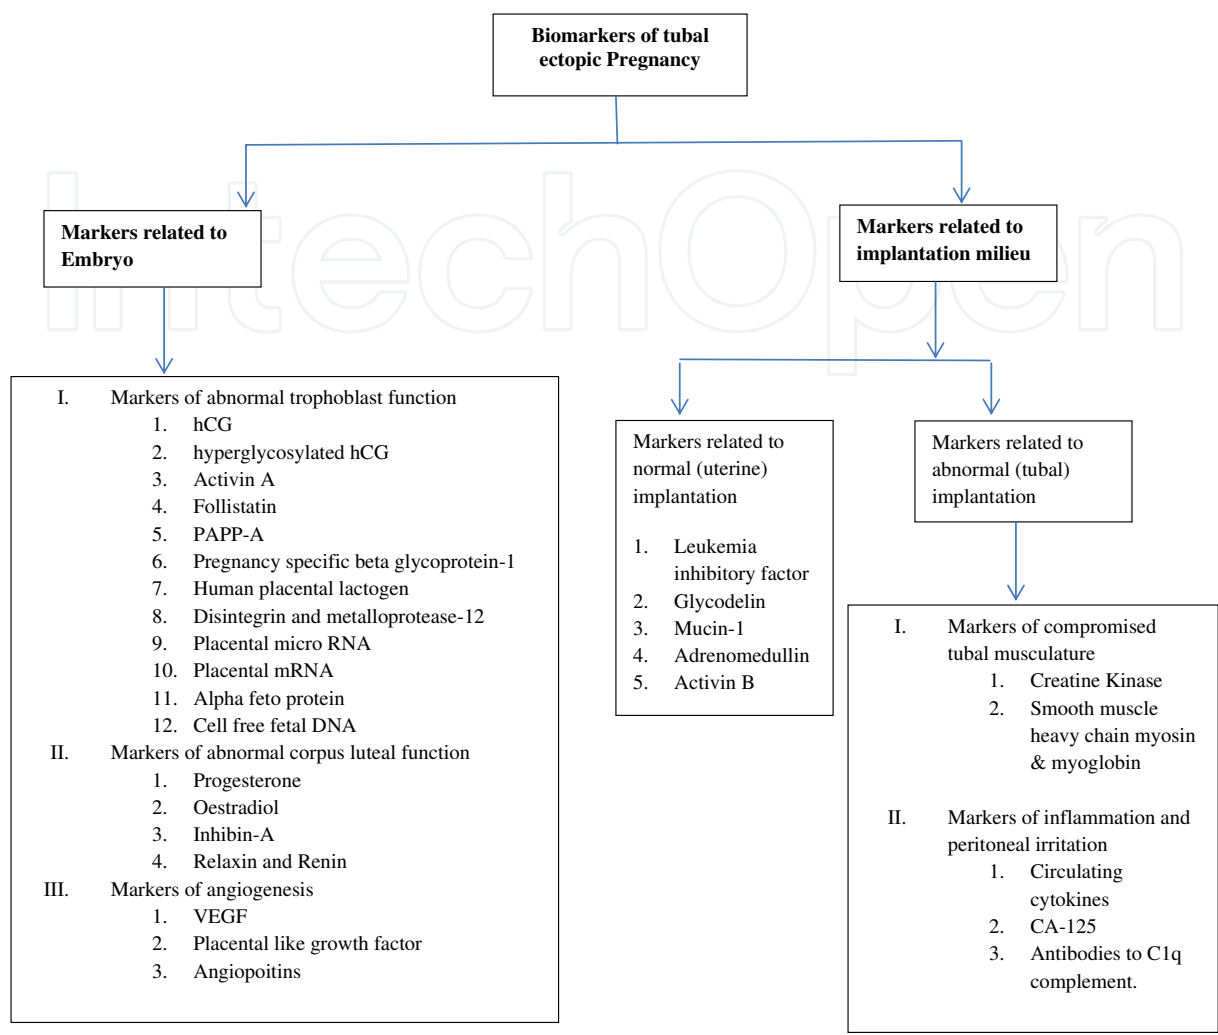 Biomarkers of tubal
ectopic Pregnancy
IntechOpen
Markers related to
Embryo
Markers related to
implantation milieu
I. Markers of abnormal trophoblast function
1. hCG
2. hyperglycosylated hCG
3. Activin A
4. Follistatin
5. PAPP-A
6. Pregnancy specific beta glycoprotein-1
7. Human placental lactogen
8. Disintegrin and metalloprotease-12
9. Placental micro RNA
10. Placental mRNA
11. Alpha feto protein
12. Cell free fetal DNA
II. Markers of abnormal corpus luteal function
1. Progesterone
2. Oestradiol
3. Inhibin-A
4. Relaxin and Renin
III. Markers of angiogenesis
1. VEGF
2. Placental like growth factor
3. Angiopoitins
Markers related to
normal (uterine)
implantation
1. Leukemia
inhibitory factor
2. Glycodelin
3. Mucin-1
4. Adrenomedullin
5. Activin B
Markers related to
abnormal (tubal)
implantation
I. Markers of compromised
tubal musculature
1. Creatine Kinase
2. Smooth muscle
heavy chain myosin
& myoglobin
II. Markers of inflammation and
peritoneal irritation
1. Circulating
cytokines
2. CA-125
3. Antibodies to C1q
complement.